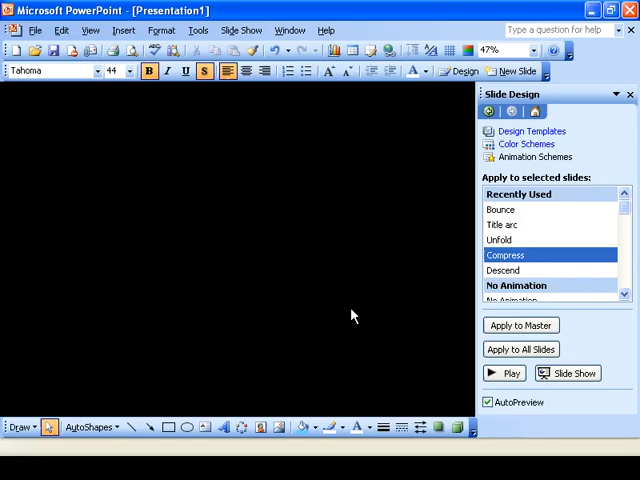 Microsoft PowerPoint - [Presentation1]
File Edit View Insert Format Tools Slide Show Window Help Type a question for help
47%
Tahoma 44 B I U S A A A Design New Slide
Slide Design
Design Templates
Color Schemes
Animation Schemes
Apply to selected slides:
Recently Used
Bounce
Title arc
Unfold
Compress
Descend
No Animation
No Animation
Apply to Master
Apply to All Slides
Play Slide Show
AutoPreview
Draw AutoShapes A A